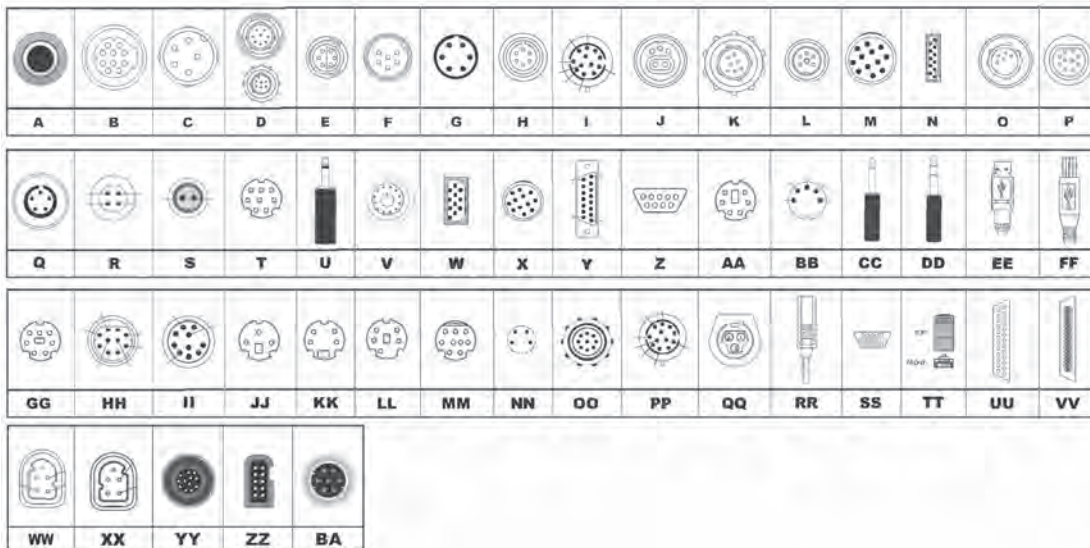 A B C D E F G H I J K L M N O P
Q R S T U V W X Y Z AA BB CC DD EE FF
GG HH II JJ KK LL MM NN OO PP QQ RR SS TT UU VV
WW XX YY ZZ BA